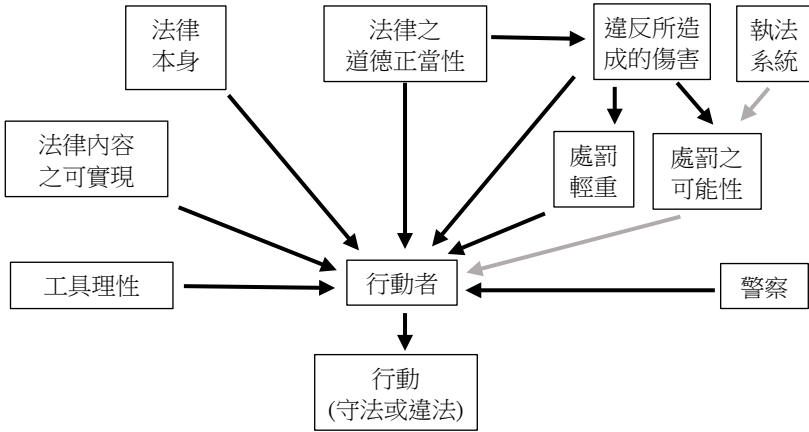 法律
本身
法律之
道德正當性
違反所造
成的傷害
執法
系統
法律內容
之可實現
處罰
輕重
處罰之
可能性
工具理性
行動者
警察
行動
(守法或違法)